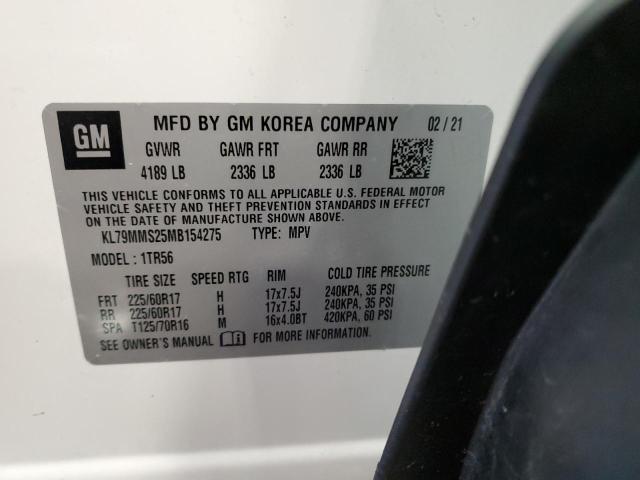 GM
MFD BY GM KOREA COMPANY 02 / 21
GVWR GAWR FRT GAWR RR
4189 LB 2336 LB 2336 LB
THIS VEHICLE CONFORMS TO ALL APPLICABLE U.S. FEDERAL MOTOR
VEHICLE SAFETY AND THEFT PREVENTION STANDARDS IN EFFECT
ON THE DATE OF MANUFACTURE SHOWN ABOVE.
KL79MMS25MB154275 TYPE: MPV
MODEL: 1TR56
TIRE SIZE SPEED RTG RIM COLD TIRE PRESSURE
FRT 225/60R17 H 17x7.5J 240KPA, 35 PSI
RR 225/60R17 H 17x7.5J 240KPA, 35 PSI
SPA T125/70R16 M 16x4.0BT 420KPA, 60 PSI
SEE OWNER'S MANUAL i FOR MORE INFORMATION.